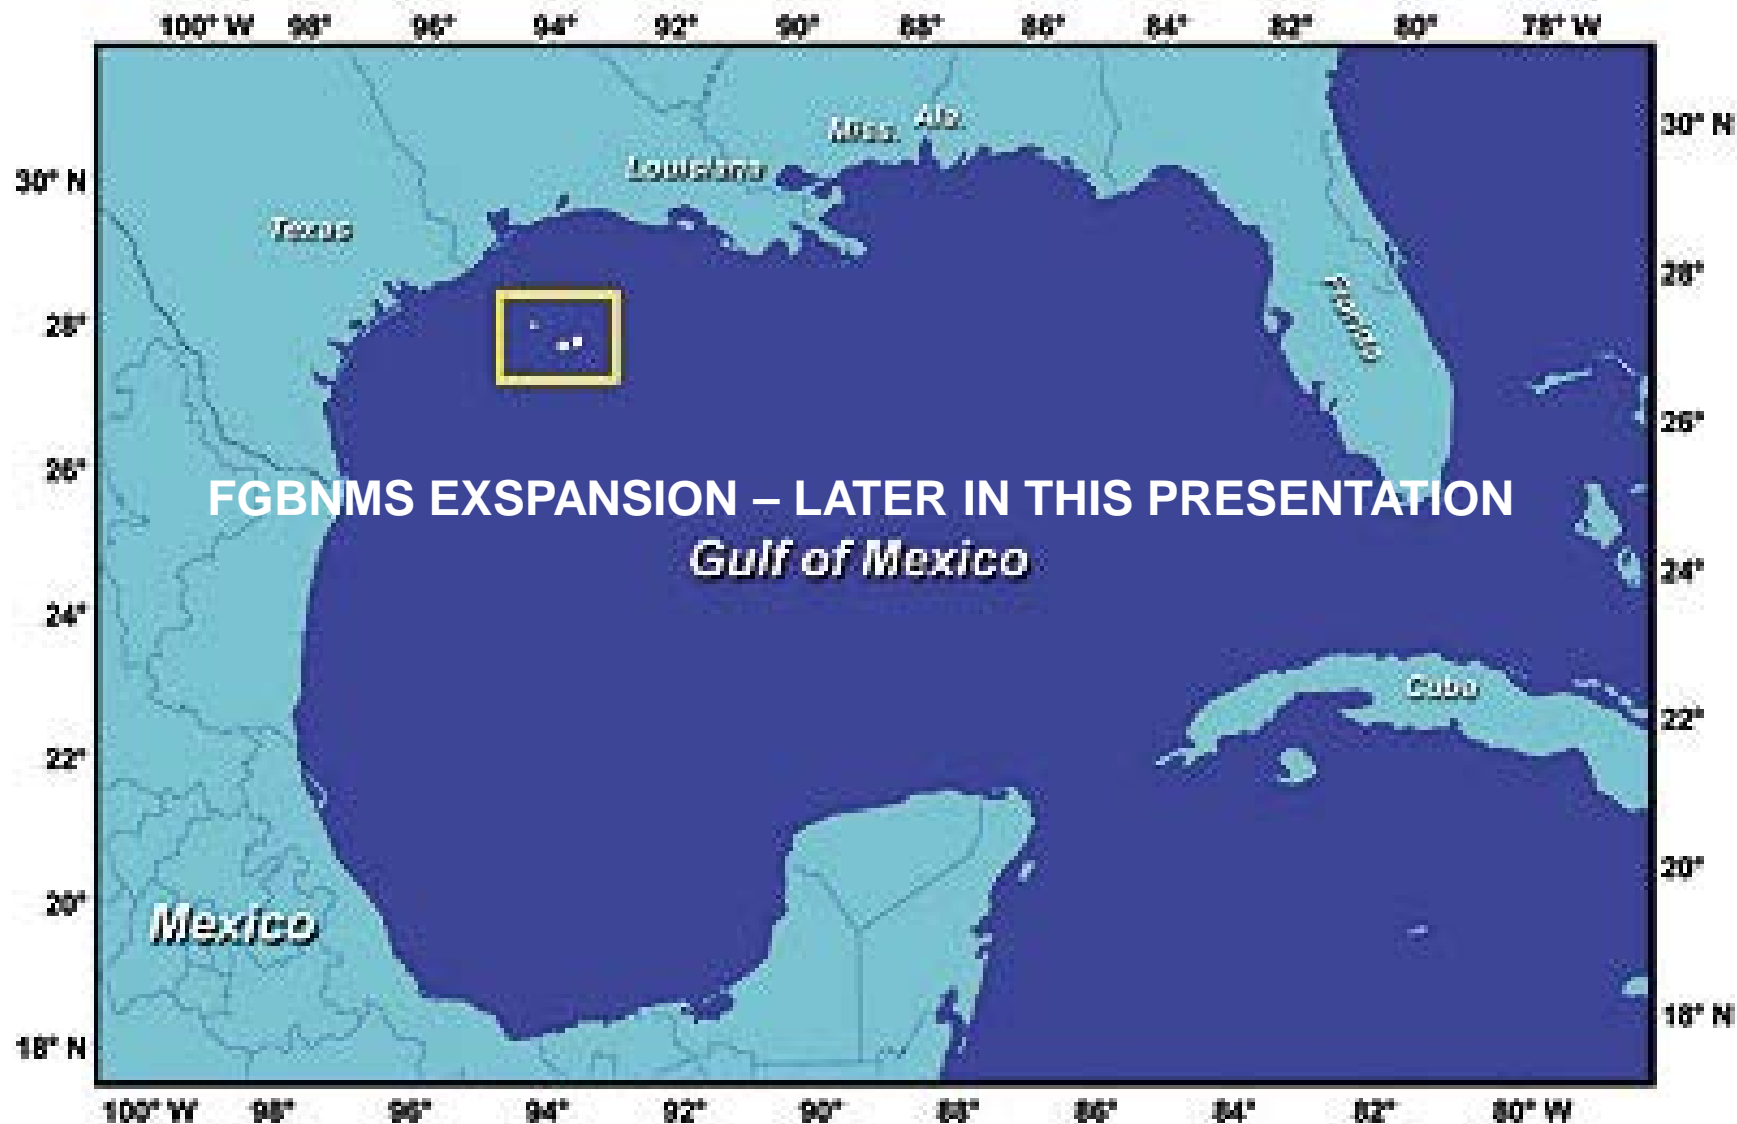 100° W 98° 96° 94° 92° 90° 88° 86° 84° 82° 80° 78° W
30° N
Miss. Ala.
Louisiana
30° N
Texas
28°
Florida
28°
26°
26°
FGBNMS EXSPANSION – LATER IN THIS PRESENTATION
Gulf of Mexico
24°
24°
Cuba
22°
22°
20°
20°
Mexico
18° N
18° N
100° W 98° 96° 94° 92° 90° 88° 86° 84° 82° 80° W